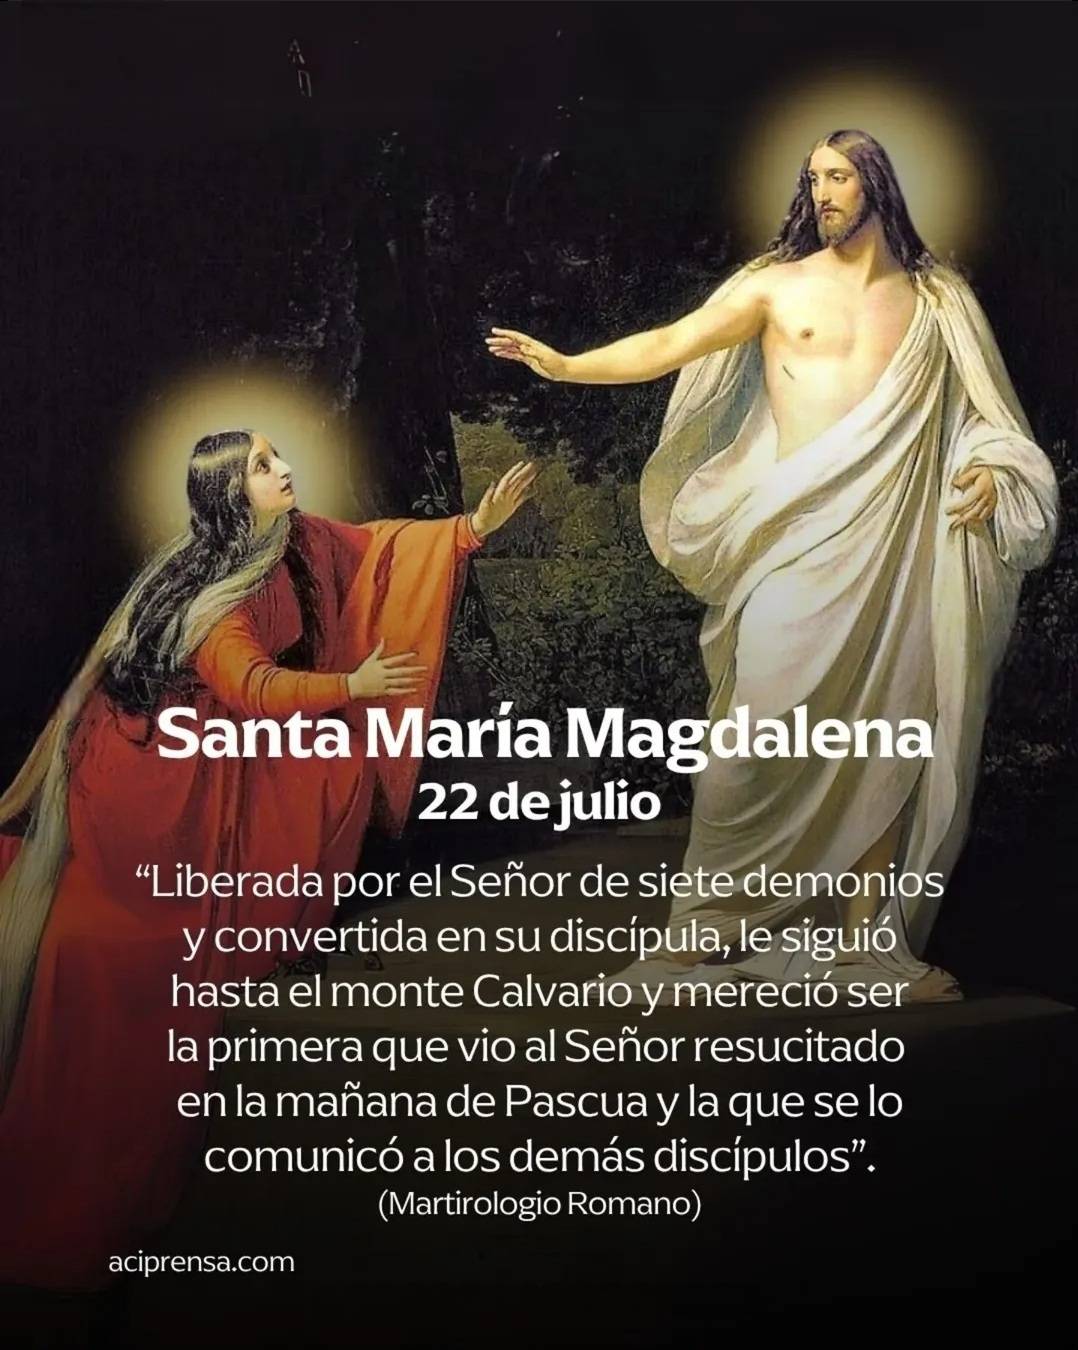 Santa María Magdalena
22 de julio
“Liberada por el Señor de siete demonios
y convertida en su discípula, le siguió
hasta el monte Calvario y mereció ser
la primera que vio al Señor resucitado
en la mañana de Pascua y la que se lo
comunicó a los demás discípulos”.
(Martirologio Romano)
aciprensa.com